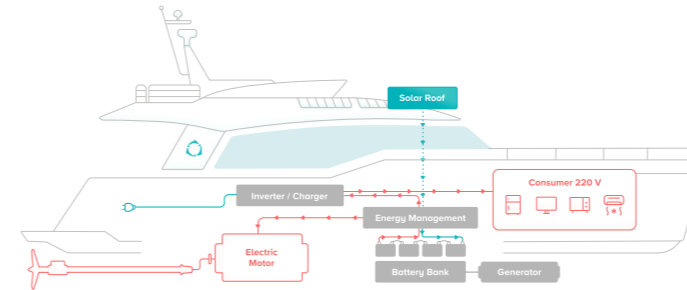 Solar Roof
Consumer 220 V
Inverter / Charger
Energy Management
Electric
Motor
Battery Bank
Generator